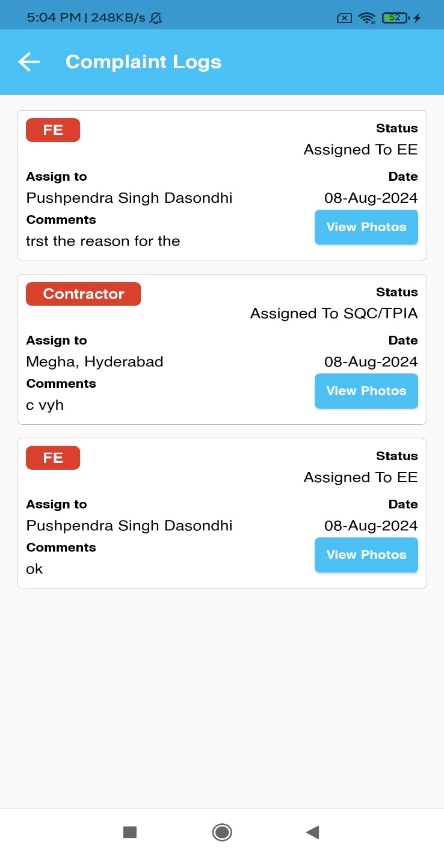 5:04 PM | 248KB/s
52
Complaint Logs
FE
Status
Assigned To EE
Assign to
Date
Pushpendra Singh Dasondhi
08-Aug-2024
Comments
View Photos
trst the reason for the
Contractor
Status
Assigned To SQC/TPIA
Assign to
Date
Megha, Hyderabad
08-Aug-2024
Comments
View Photos
c vyh
FE
Status
Assigned To EE
Assign to
Date
Pushpendra Singh Dasondhi
08-Aug-2024
Comments
View Photos
ok